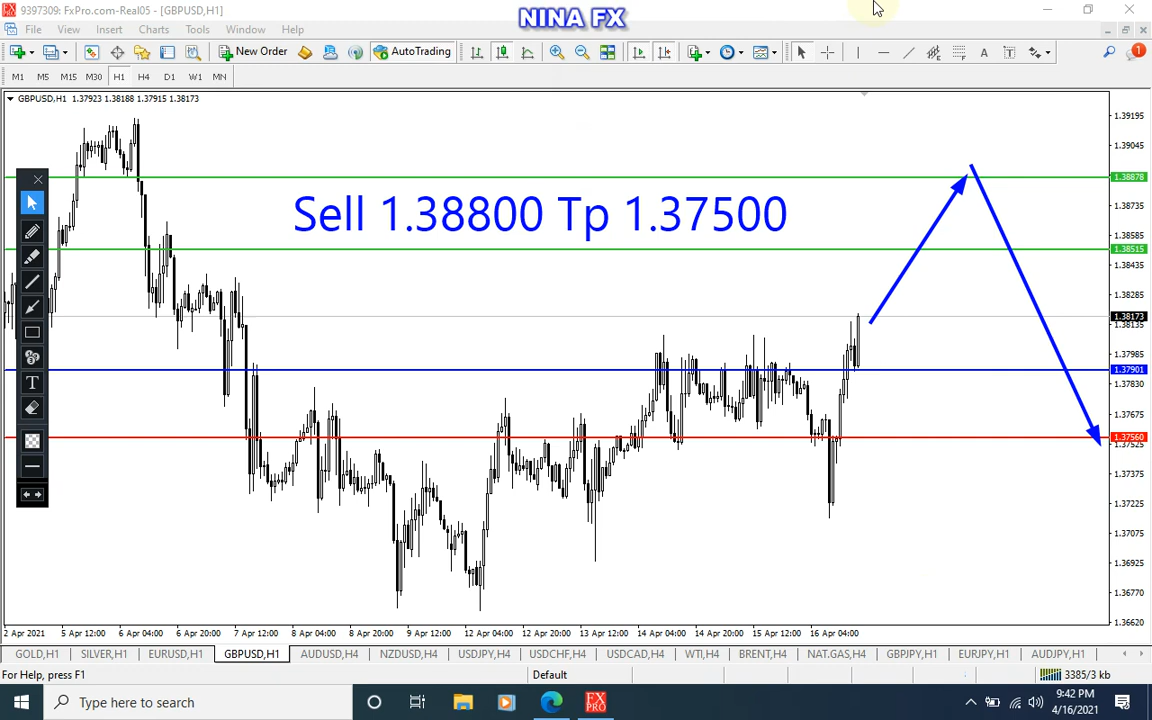 9397309: FxPro.com-Real05 - [GBPUSD,H1]
NINA FX
File View Insert Charts Tools Window Help
New Order AutoTrading A T 1
M1 M5 M15 M30 H1 H4 D1 W1 MN
GBPUSD,H1 1.37923 1.38188 1.37915 1.38173
1.39195
1.39045
1.38878
Sell 1.38800 Tp 1.37500
1.38735
1.38585
1.38515
1.38435
1.38285
1.38173
1.38135
1.37985
1.37901
1.37830
1.37675
1.37560
1.37525
1.37375
1.37225
1.37075
1.36925
1.36770
1.36620
T
2 Apr 2021 5 Apr 12:00 6 Apr 04:00 6 Apr 20:00 7 Apr 12:00 8 Apr 04:00 8 Apr 20:00 9 Apr 12:00 12 Apr 04:00 12 Apr 20:00 13 Apr 12:00 14 Apr 04:00 14 Apr 20:00 15 Apr 12:00 16 Apr 04:00
GOLD,H1 SILVER,H1 EURUSD,H1 GBPUSD,H1 AUDUSD,H4 NZDUSD,H4 USDJPY,H4 USDCHF,H4 USDCAD,H4 WTI,H4 BRENT,H4 NAT.GAS,H4 GBPJPY,H1 EURJPY,H1 AUDJPY,H1
For Help, press F1 Default 3385/3 kb
Type here to search FX PRO 9:42 PM
4/16/2021